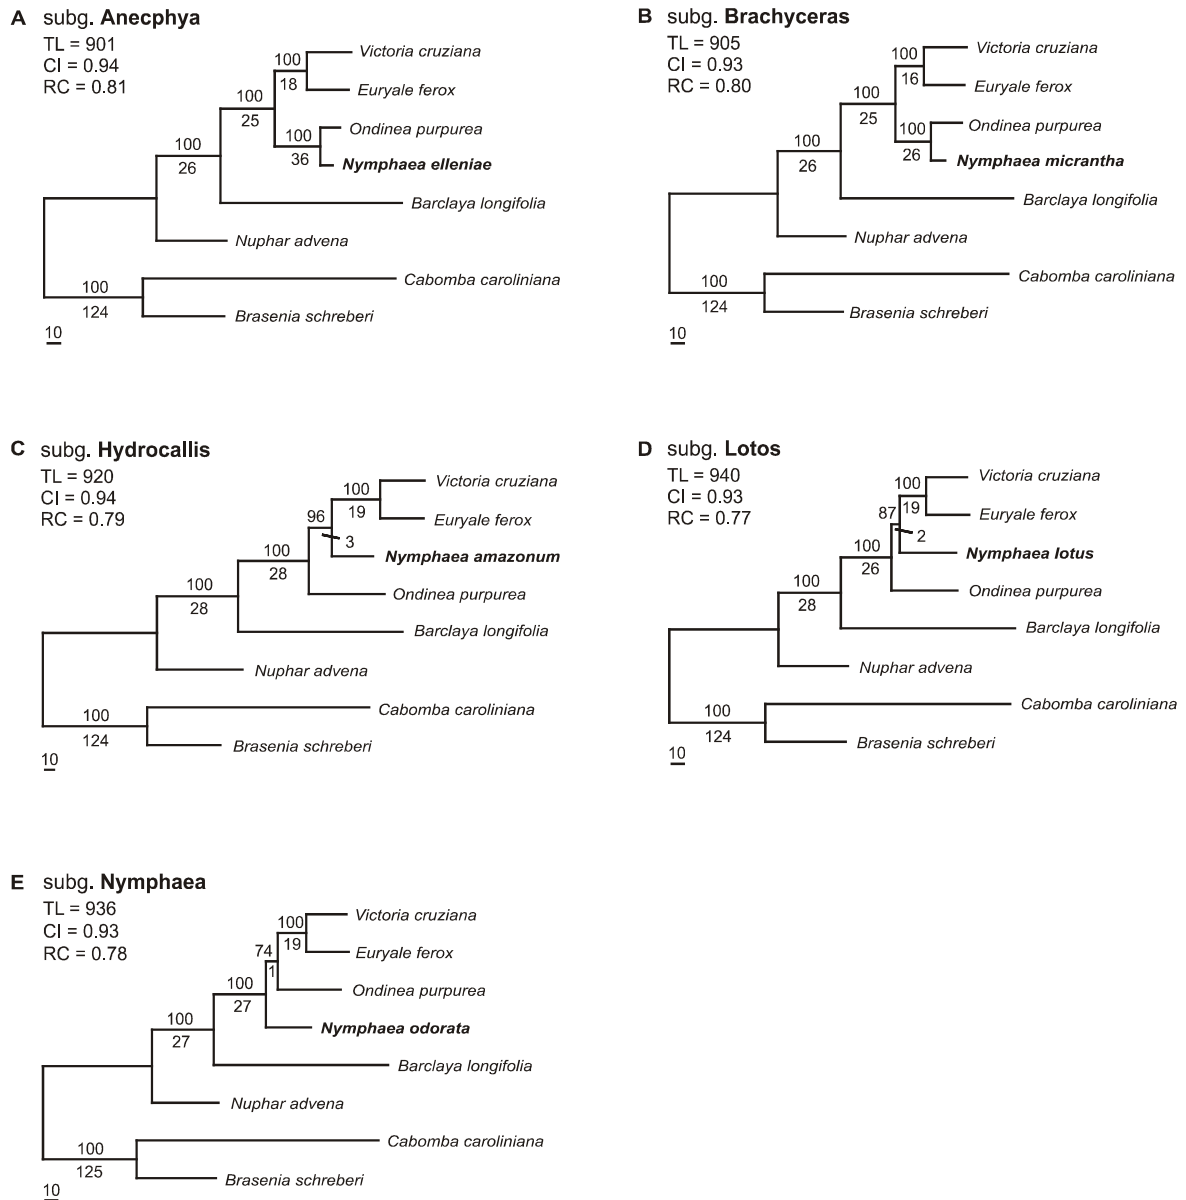 A subg. Anecphya
TL = 901
CI = 0.94
RC = 0.81
100
18
Victoria cruziana
Euryale ferox
100
25
100
36
Ondinea purpurea
Nymphaea elleniae
100
26
Barclaya longifolia
Nuphar advena
100
124
Cabomba caroliniana
Brasenia schreberi
10
B subg. Brachyceras
TL = 905
CI = 0.93
RC = 0.80
100
16
Victoria cruziana
Euryale ferox
100
25
100
26
Ondinea purpurea
Nymphaea micrantha
100
26
Barclaya longifolia
Nuphar advena
100
124
Cabomba caroliniana
Brasenia schreberi
10
C subg. Hydrocallis
TL = 920
CI = 0.94
RC = 0.79
100
19
Victoria cruziana
Euryale ferox
96
3
Nymphaea amazonum
100
28
Ondinea purpurea
100
28
Barclaya longifolia
Nuphar advena
100
124
Cabomba caroliniana
Brasenia schreberi
10
D subg. Lotos
TL = 940
CI = 0.93
RC = 0.77
100
19
Victoria cruziana
Euryale ferox
87
2
Nymphaea lotus
100
26
Ondinea purpurea
100
28
Barclaya longifolia
Nuphar advena
100
124
Cabomba caroliniana
Brasenia schreberi
10
E subg. Nymphaea
TL = 936
CI = 0.93
RC = 0.78
100
19
Victoria cruziana
Euryale ferox
74
1
Ondinea purpurea
100
27
Nymphaea odorata
100
27
Barclaya longifolia
Nuphar advena
100
125
Cabomba caroliniana
Brasenia schreberi
10